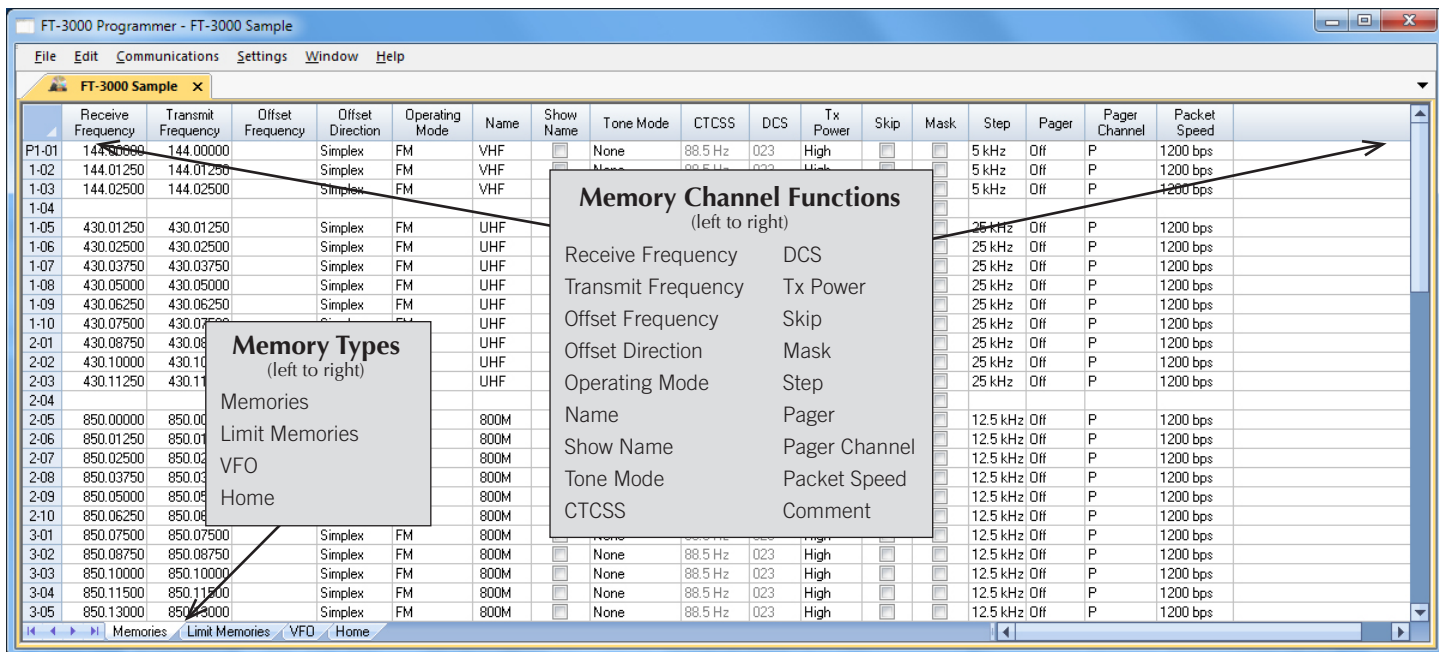 FT-3000 Programmer - FT-3000 Sample
File Edit Communications Settings Window Help
FT-3000 Sample x
Receive Frequency Transmit Frequency Offset Frequency Offset Direction Operating Mode Name Show Name Tone Mode CTCSS DCS Tx Power Skip Mask Step Pager Pager Channel Packet Speed
P1-01 144.00000 144.00000 Simplex FM VHF None 88.5 Hz 023 High 5 kHz Off P 1200 bps
1-02 144.01250 144.01250 Simplex FM VHF 5 kHz Off P 1200 bps
1-03 144.02500 144.02500 Simplex FM VHF 5 kHz Off P 1200 bps
1-04
1-05 430.01250 430.01250 Simplex FM UHF 25 kHz Off P 1200 bps
1-06 430.02500 430.02500 Simplex FM UHF 25 kHz Off P 1200 bps
1-07 430.03750 430.03750 Simplex FM UHF 25 kHz Off P 1200 bps
1-08 430.05000 430.05000 Simplex FM UHF 25 kHz Off P 1200 bps
1-09 430.06250 430.06250 Simplex FM UHF 25 kHz Off P 1200 bps
1-10 430.07500 UHF 25 kHz Off P 1200 bps
2-01 430.08750 UHF 25 kHz Off P 1200 bps
2-02 430.10000 UHF 25 kHz Off P 1200 bps
2-03 430.11250 UHF 25 kHz Off P 1200 bps
2-04
2-05 850.00000 800M 12.5 kHz Off P 1200 bps
2-06 850.01250 800M 12.5 kHz Off P 1200 bps
2-07 850.02500 800M 12.5 kHz Off P 1200 bps
2-08 850.03750 800M 12.5 kHz Off P 1200 bps
2-09 850.05000 800M 12.5 kHz Off P 1200 bps
2-10 850.06250 800M 12.5 kHz Off P 1200 bps
3-01 850.07500 850.07500 Simplex FM 800M 12.5 kHz Off P 1200 bps
3-02 850.08750 850.08750 Simplex FM 800M None 88.5 Hz 023 High 12.5 kHz Off P 1200 bps
3-03 850.10000 850.10000 Simplex FM 800M None 88.5 Hz 023 High 12.5 kHz Off P 1200 bps
3-04 850.11500 850.11500 Simplex FM 800M None 88.5 Hz 023 High 12.5 kHz Off P 1200 bps
3-05 850.13000 850.13000 Simplex FM 800M None 88.5 Hz 023 High 12.5 kHz Off P 1200 bps
Memories Limit Memories VFO Home
Memory Types
(left to right)
Memories
Limit Memories
VFO
Home
Memory Channel Functions
(left to right)
Receive Frequency
Transmit Frequency
Offset Frequency
Offset Direction
Operating Mode
Name
Show Name
Tone Mode
CTCSS
DCS
Tx Power
Skip
Mask
Step
Pager
Pager Channel
Packet Speed
Comment